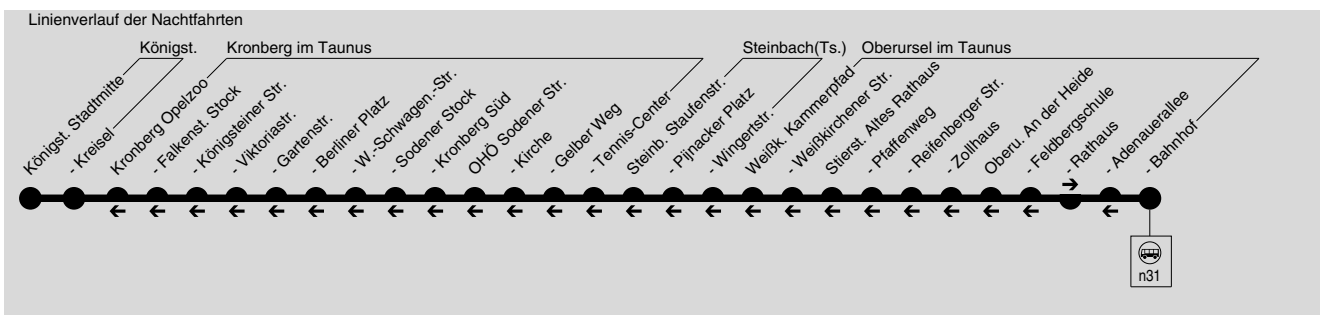 Linienverlauf der Nachtfahrten
Königst.
Kronberg im Taunus
Steinbach(Ts.)
Oberursel im Taunus
Königst. Stadtmitte
- Kreisel
Kronberg Opelzoo
- Falkenst. Stock
- Königsteiner Str.
- Viktoriastr.
- Gartenstr.
- Berliner Platz
- W.-Schwagen.-Str.
- Sodener Stock
- Kronberg Süd
OHÖ Sodener Str.
- Kirche
- Gelber Weg
- Tennis-Center
Steinb. Staufenstr.
- Pijnacker Platz
- Wingertstr.
Weißk. Kammerpfad
- Weißkirchener Str.
Stierst. Altes Rathaus
- Pfaffenweg
- Reifenberger Str.
- Zollhaus
Oberu. An der Heide
- Feldbergschule
- Rathaus
- Adenauerallee
- Bahnhof
n31